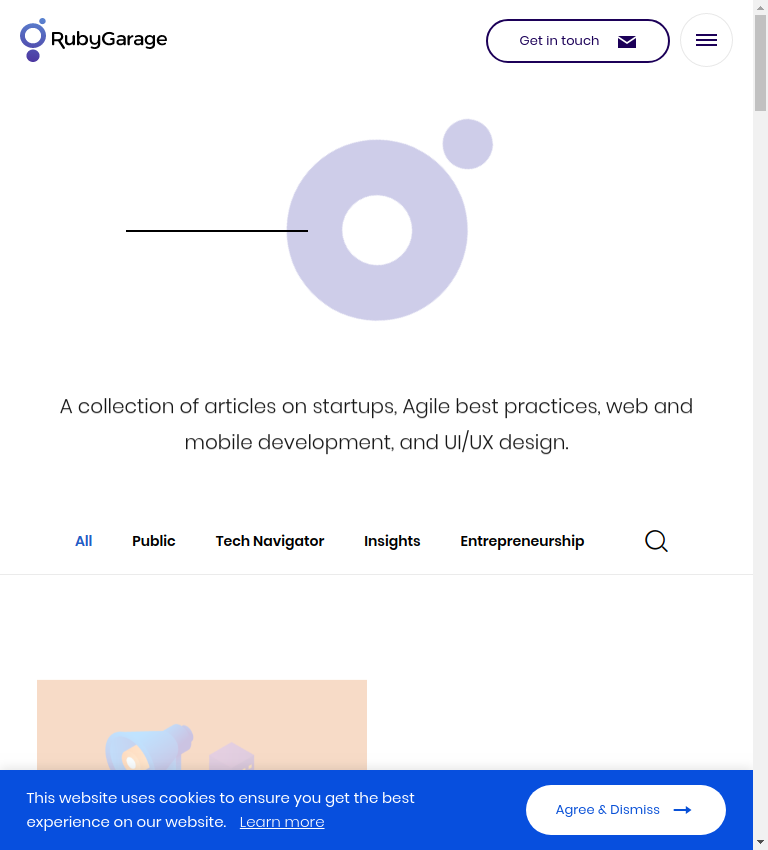 RubyGarage
Get in touch
A collection of articles on startups, Agile best practices, web and
mobile development, and UI/UX design.
All Public Tech Navigator Insights Entrepreneurship
This website uses cookies to ensure you get the best
experience on our website. Learn more
Agree & Dismiss